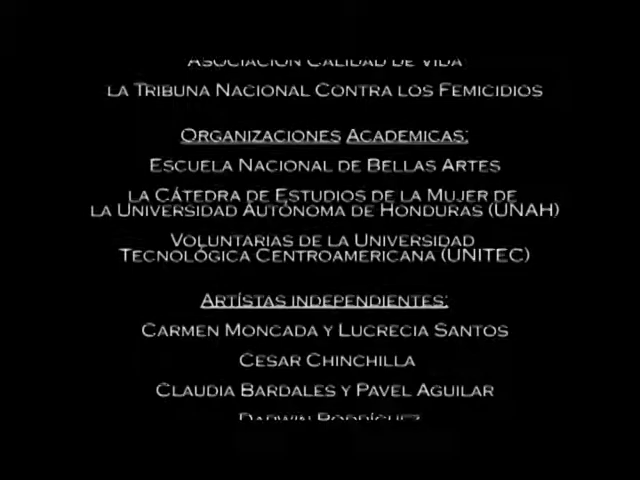 ASOCIACION CALIDAD DE VIDA
LA TRIBUNA NACIONAL CONTRA LOS FEMICIDIOS
ORGANIZACIONES ACADEMICAS:
ESCUELA NACIONAL DE BELLAS ARTES
LA CÁTEDRA DE ESTUDIOS DE LA MUJER DE
LA UNIVERSIDAD AUTÓNOMA DE HONDURAS (UNAH)
VOLUNTARIAS DE LA UNIVERSIDAD
TECNOLÓGICA CENTROAMERICANA (UNITEC)
ARTÍSTAS INDEPENDIENTES:
CARMEN MONCADA Y LUCRECIA SANTOS
CESAR CHINCHILLA
CLAUDIA BARDALES Y PAVEL AGUILAR
DARWIN